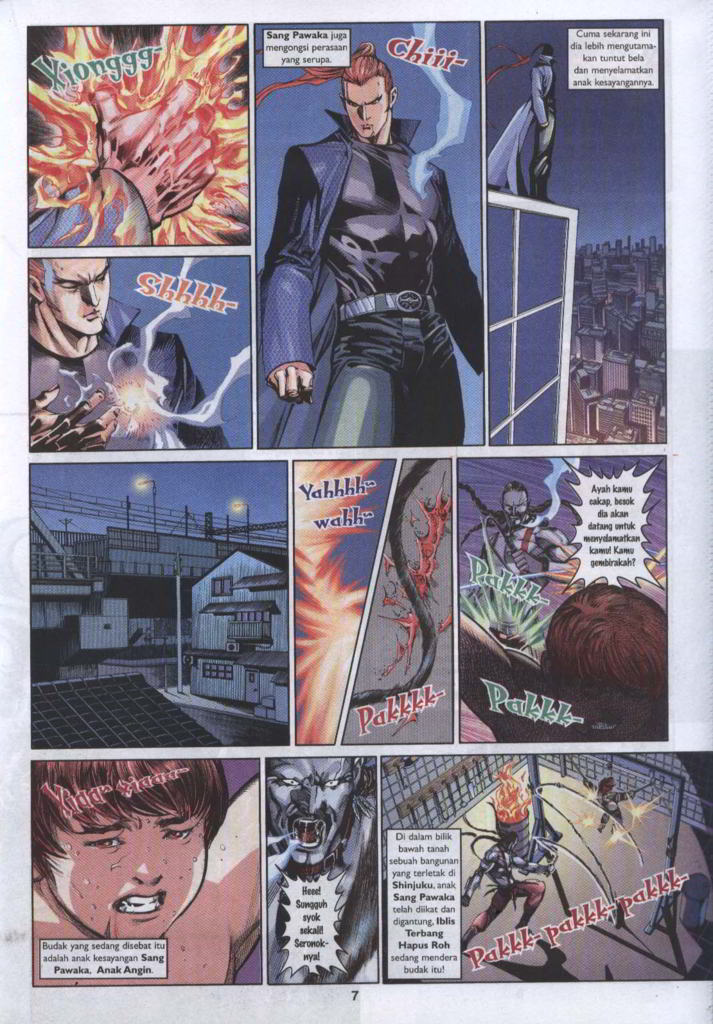 Xionggg-
Sang Pawaka juga
mengongsi perasaan
yang serupa.
Chiii-
Cuma sekarang ini
dia lebih mengutama-
kan tuntut bela
dan menyelamatkan
anak kesayangannya.
Shhhh-
Yahhhh-
wahh-
Pakkkk-
Ayah kamu
cakap, besok
dia akan
datang untuk
menyelamatkan
kamu! Kamu
gembirakah?
Pakkk-
Pakkk-
Xiaar xiaaa-
Budak yang sedang disebat itu
adalah anak kesayangan Sang
Pawaka, Anak Angin.
Heee!
Sungguh
syok
sekali!
Seronok-
nya!
Di dalam bilik
bawah tanah
sebuah bangunan
yang terletak di
Shinjuku, anak
Sang Pawaka
telah diikat dan
digantung, Iblis
Terbang
Hapus Roh
sedang mendera
budak itu!
Pakkk-pakkk-pakkk-
7